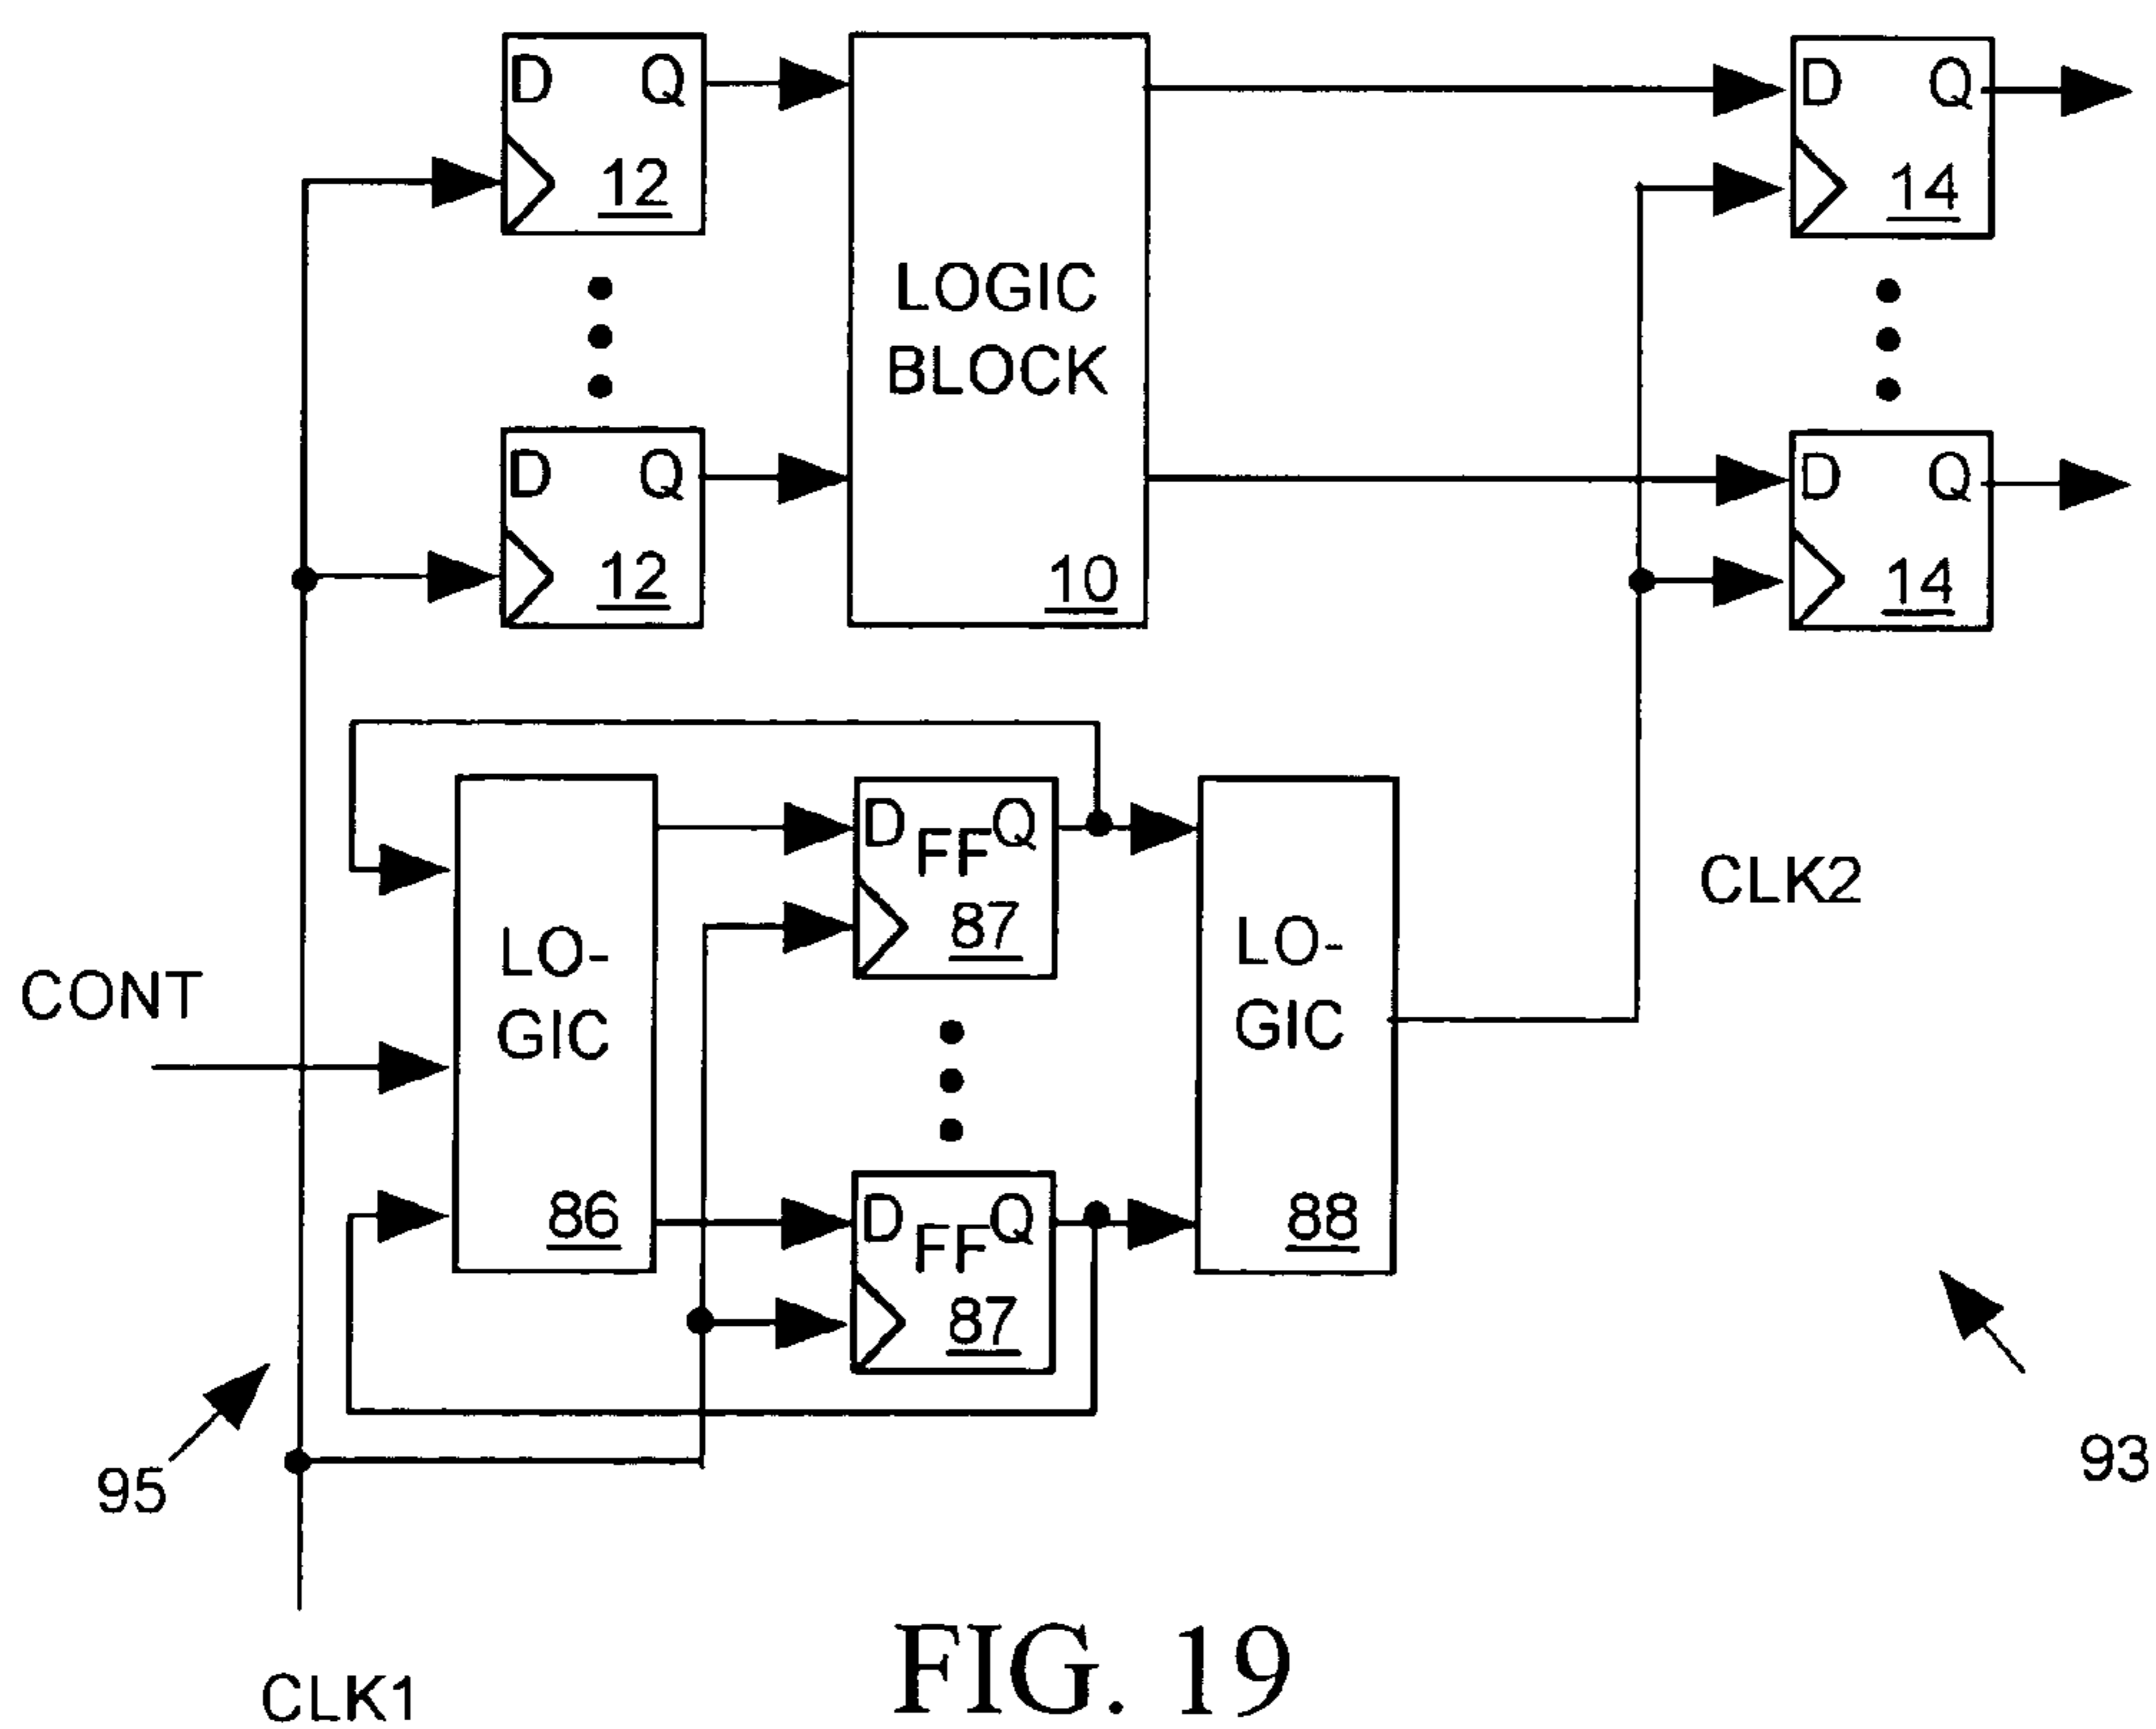 D Q
12
D Q
12
LOGIC
BLOCK
10
D Q
14
D Q
14
CONT
LO-
GIC
86
D FF Q
87
D FF Q
87
LO-
GIC
88
CLK2
95
93
CLK1
FIG. 19